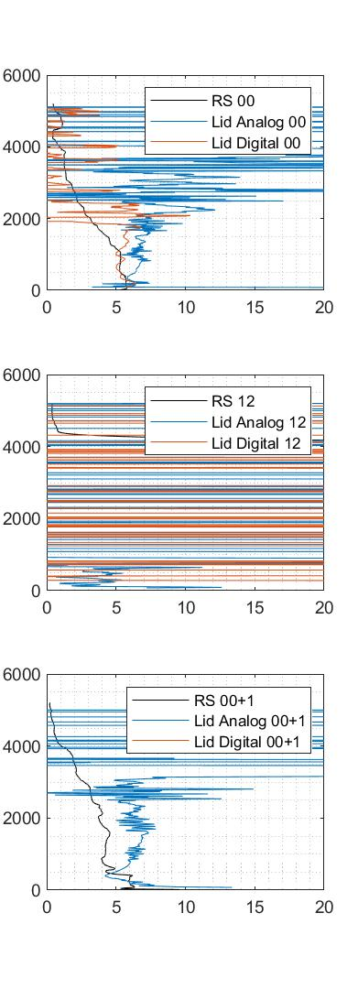 6000
4000
2000
0
RS 00
Lid Analog 00
Lid Digital 00
0 5 10 15 20
6000
4000
2000
0
RS 12
Lid Analog 12
Lid Digital 12
0 5 10 15 20
6000
4000
2000
0
RS 00+1
Lid Analog 00+1
Lid Digital 00+1
0 5 10 15 20